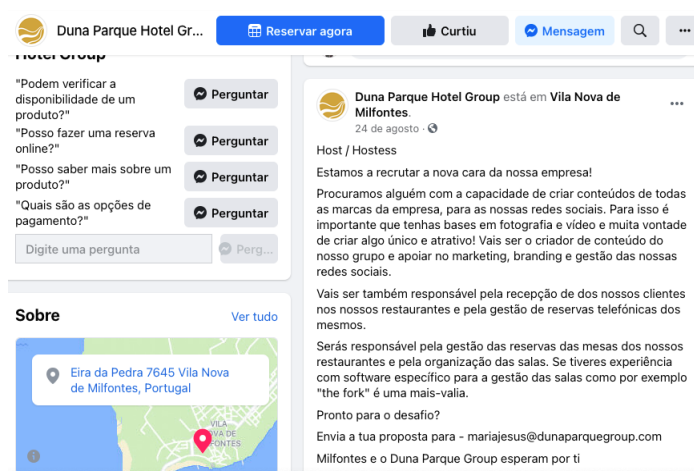 Duna Parque Hotel Gr...
Reservar agora
Curtiu
Mensagem
Hotel Group
"Podem verificar a
disponibilidade de um
produto?"
Perguntar
"Posso fazer uma reserva
online?"
Perguntar
"Posso saber mais sobre um
produto?"
Perguntar
"Quais são as opções de
pagamento?"
Perguntar
Digite uma pergunta
Perg...
Sobre
Ver tudo
Eira da Pedra 7645 Vila Nova
de Milfontes, Portugal
VILA
NOVA DE
MILFONTES
Duna Parque Hotel Group está em Vila Nova de
Milfontes.
24 de agosto ·
Host / Hostess
Estamos a recrutar a nova cara da nossa empresa!
Procuramos alguém com a capacidade de criar conteúdos de todas
as marcas da empresa, para as nossas redes sociais. Para isso é
importante que tenhas bases em fotografia e vídeo e muita vontade
de criar algo único e atrativo! Vais ser o criador de conteúdo do
nosso grupo e apoiar no marketing, branding e gestão das nossas
redes sociais.
Vais ser também responsável pela recepção de dos nossos clientes
nos nossos restaurantes e pela gestão de reservas telefónicas dos
mesmos.
Serás responsável pela gestão das reservas das mesas dos nossos
restaurantes e pela organização das salas. Se tiveres experiência
com software específico para a gestão das salas como por exemplo
"the fork" é uma mais-valia.
Pronto para o desafio?
Envia a tua proposta para - mariajesus@dunaparquegroup.com
Milfontes e o Duna Parque Group esperam por ti